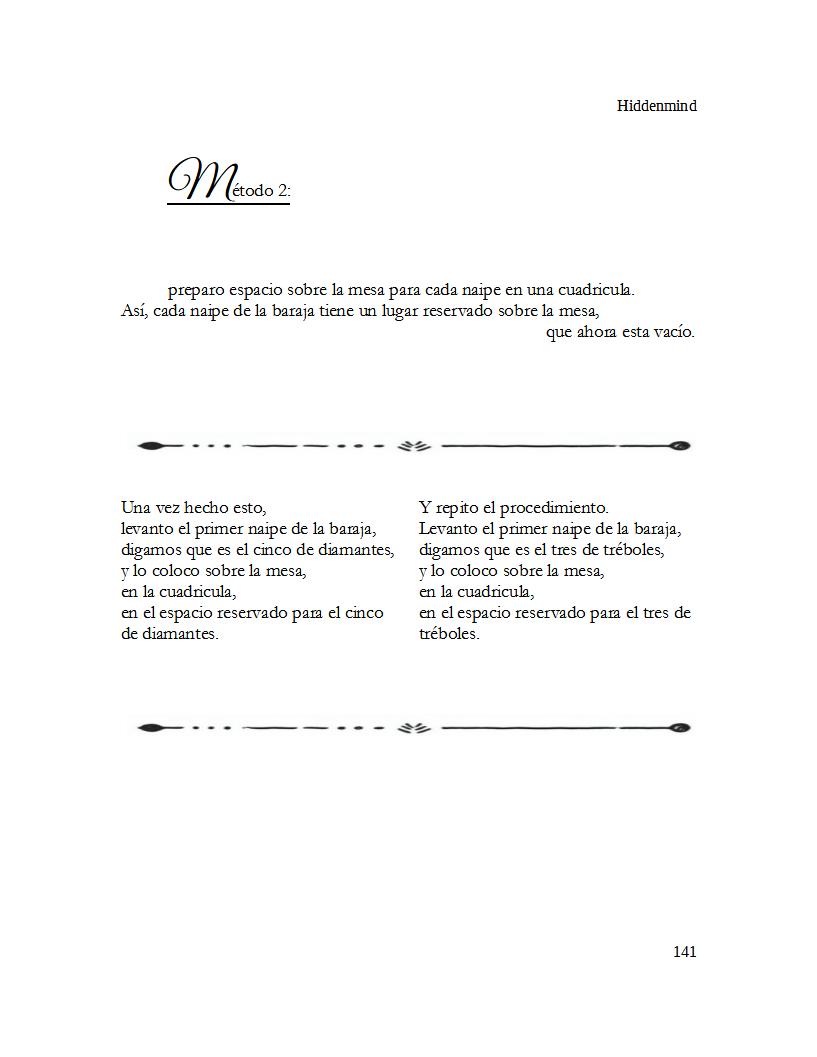 Hiddenmind
Método 2:
preparo espacio sobre la mesa para cada naipe en una cuadricula.
Así, cada naipe de la baraja tiene un lugar reservado sobre la mesa,
que ahora esta vacío.
Una vez hecho esto,
levanto el primer naipe de la baraja,
digamos que es el cinco de diamantes,
y lo coloco sobre la mesa,
en la cuadricula,
en el espacio reservado para el cinco
de diamantes.
Y repito el procedimiento.
Levanto el primer naipe de la baraja,
digamos que es el tres de tréboles,
y lo coloco sobre la mesa,
en la cuadricula,
en el espacio reservado para el tres de
tréboles.
141